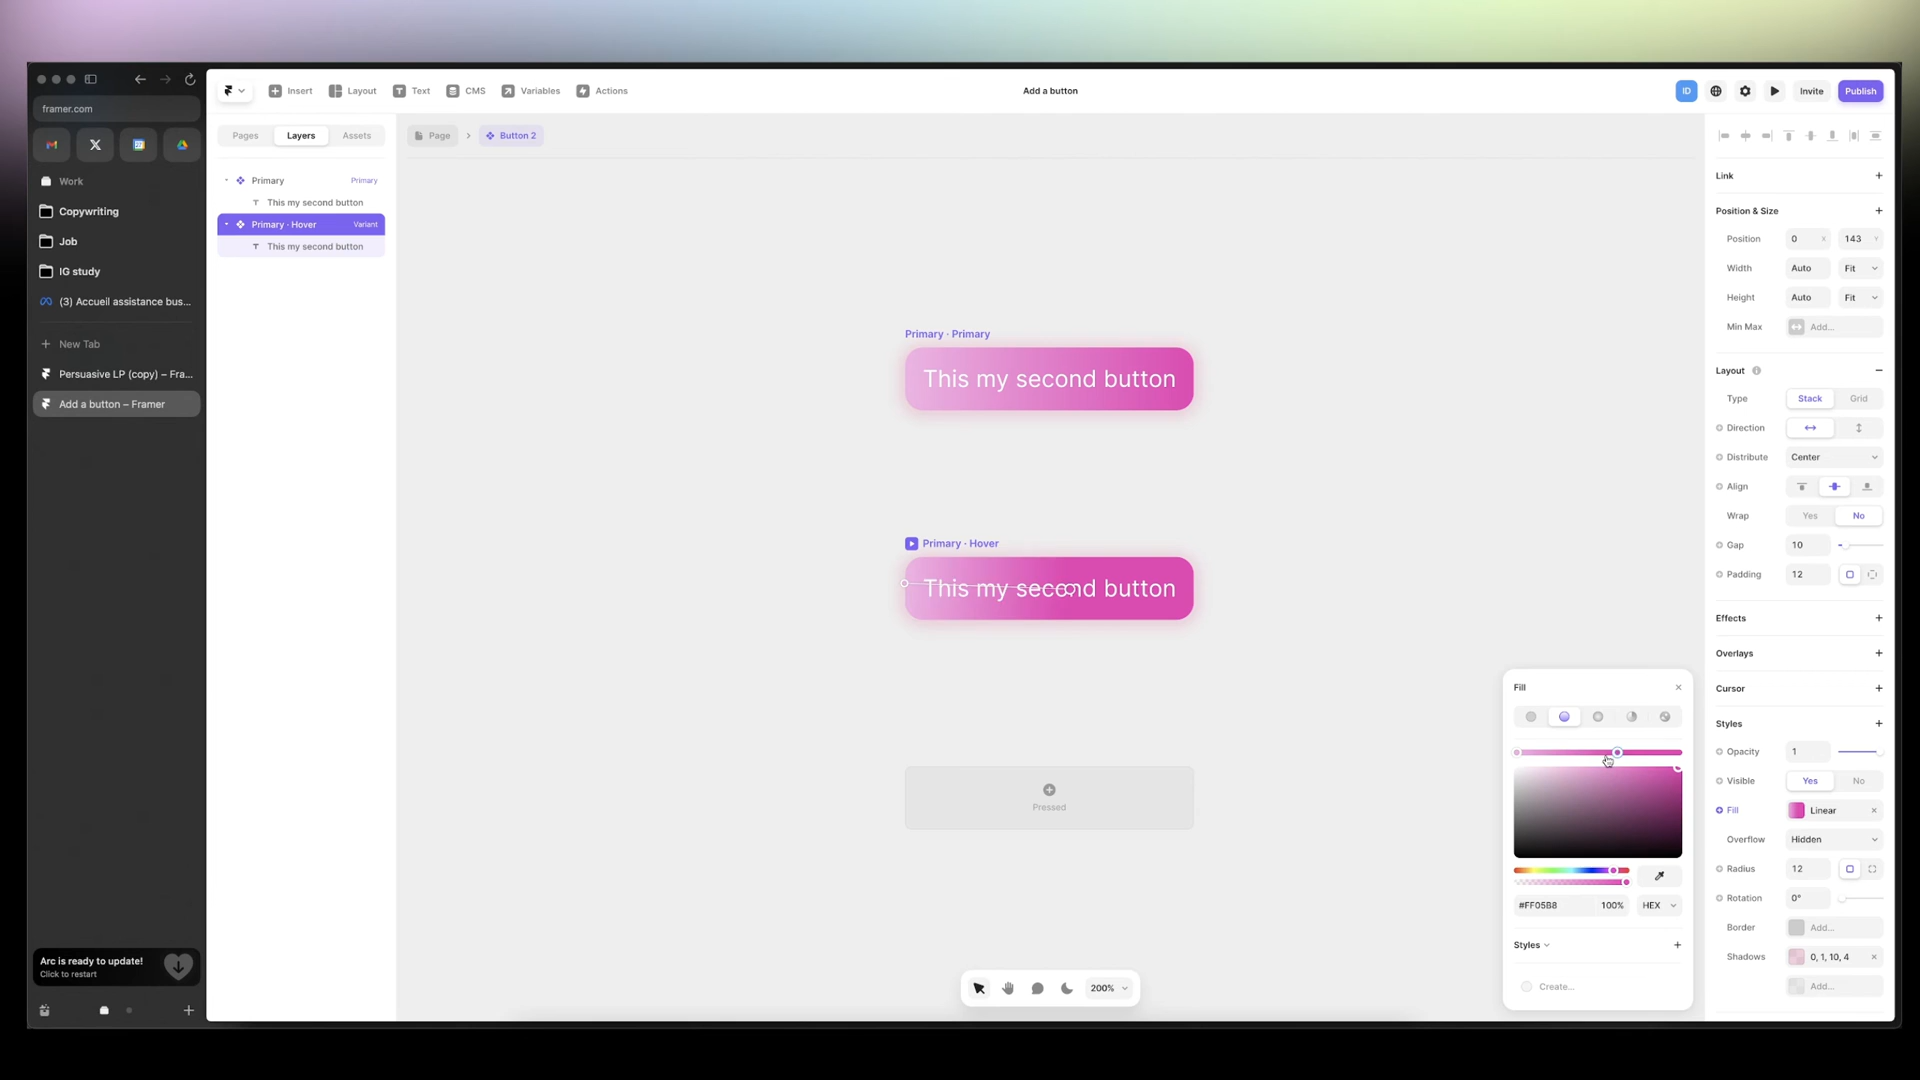 framer.com
Work
Copywriting
Job
IG study
(3) Accueil assistance bus...
New Tab
Persuasive LP (copy) – Fra...
Add a button – Framer
Arc is ready to update!
Click to restart
Insert
Layout
Text
CMS
Variables
Actions
Add a button
ID
Invite
Publish
Pages
Layers
Assets
Primary
Primary
This my second button
Primary · Hover
Variant
This my second button
Page
Button 2
Primary · Primary
This my second button
Primary · Hover
This my second button
Pressed
200%
Fill
#FF05B8
100%
HEX
Styles
Create...
Link
Position & Size
Position
0
X
143
Y
Width
Auto
Fit
Height
Auto
Fit
Min Max
Add...
Layout
Type
Stack
Grid
Direction
Distribute
Center
Align
Wrap
Yes
No
Gap
10
Padding
12
Effects
Overlays
Cursor
Styles
Opacity
1
Visible
Yes
No
Fill
Linear
Overflow
Hidden
Radius
12
Rotation
0°
Border
Add...
Shadows
0, 1, 10, 4
Add...